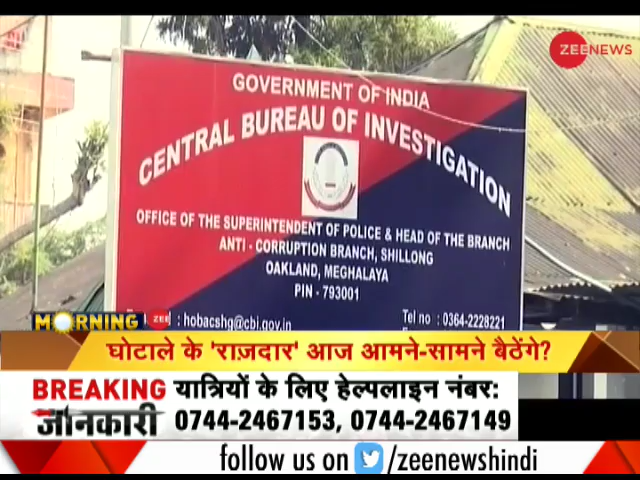 ZEENEWS
GOVERNMENT OF INDIA
CENTRAL BUREAU OF INVESTIGATION
OFFICE OF THE SUPERINTENDENT OF POLICE & HEAD OF THE BRANCH
ANTI - CORRUPTION BRANCH, SHILLONG
OAKLAND, MEGHALAYA
PIN - 793001
: hobacshg@cbi.gov.in
Tel no : 0364-2228221
MORNING ZEE
घोटाले के 'राज़दार' आज आमने-सामने बैठेंगे?
BREAKING
जानकारी
यात्रियों के लिए हेल्पलाइन नंबर:
0744-2467153, 0744-2467149
follow us on /zeenewshindi